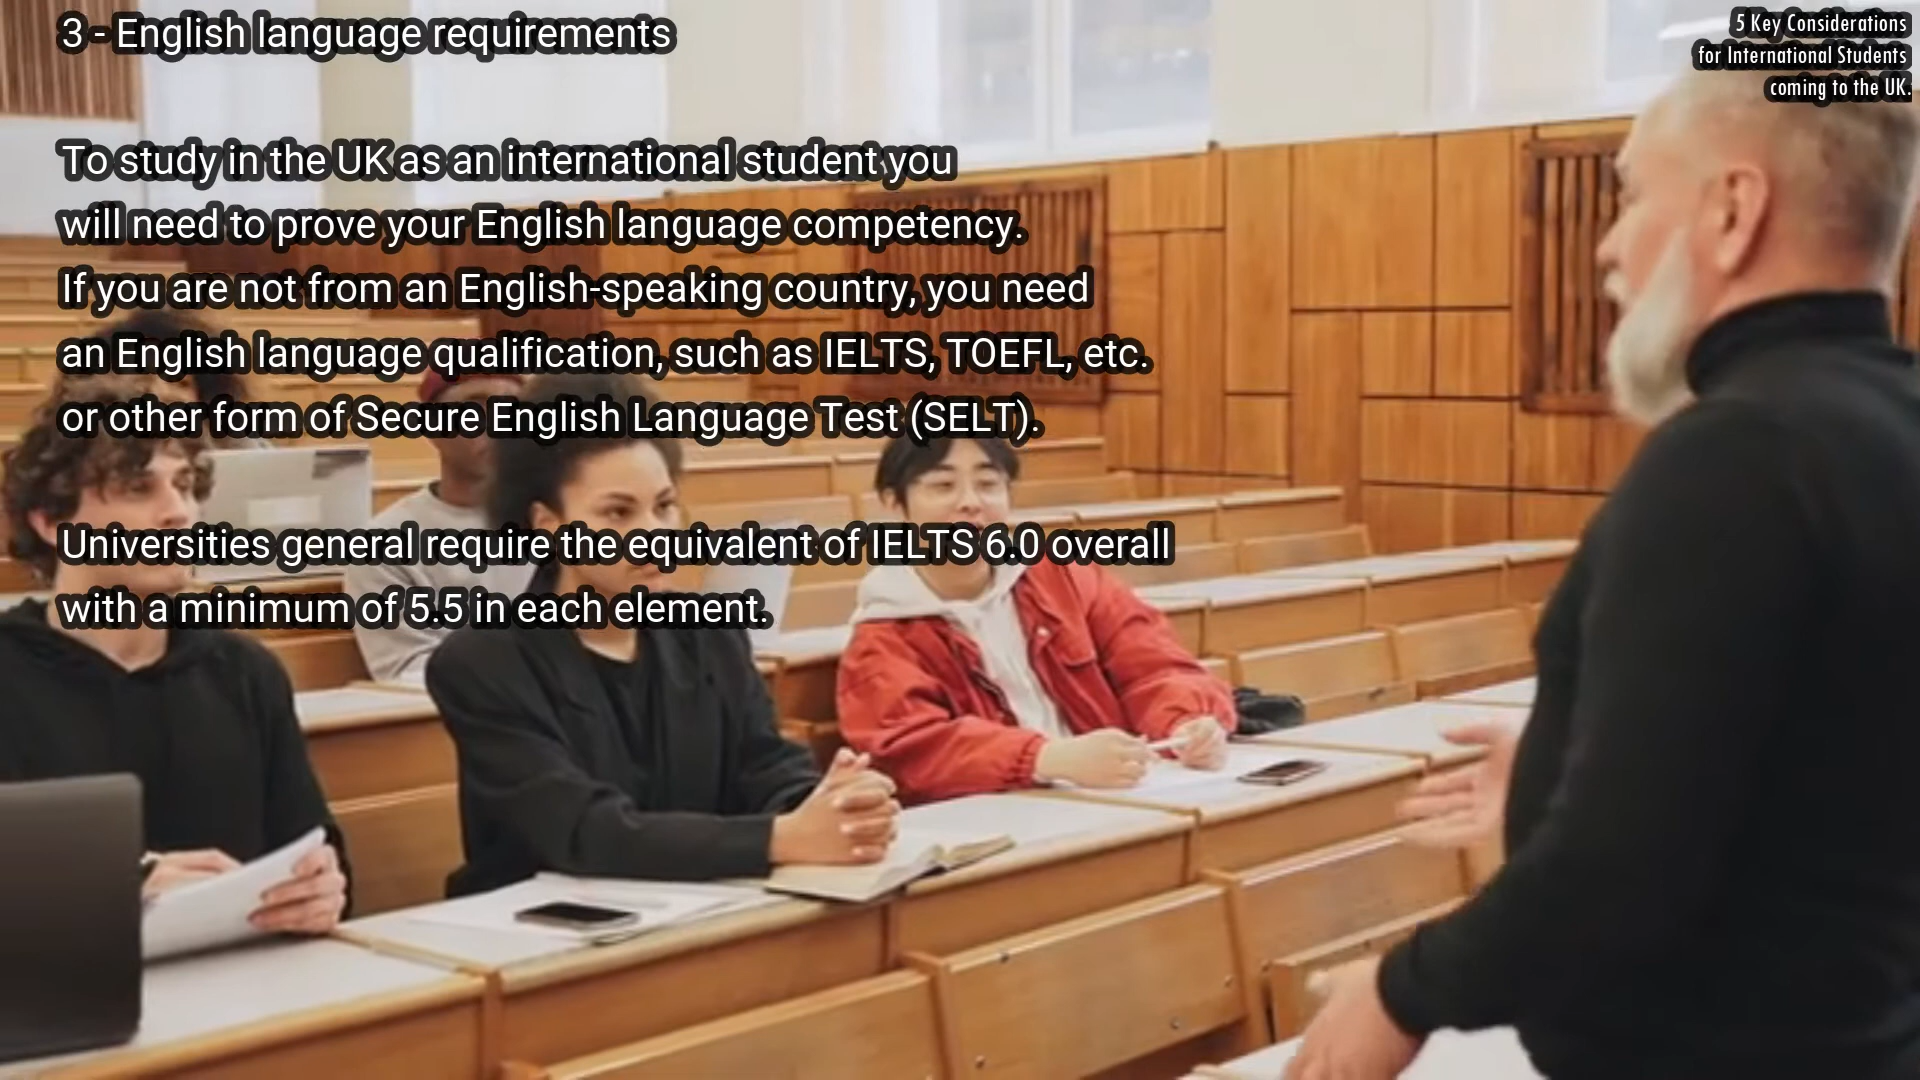 3 - English language requirements
5 Key Considerations
for International Students
coming to the UK.
To study in the UK as an international student you
will need to prove your English language competency.
If you are not from an English-speaking country, you need
an English language qualification, such as IELTS, TOEFL, etc.
or other form of Secure English Language Test (SELT).
Universities general require the equivalent of IELTS 6.0 overall
with a minimum of 5.5 in each element.